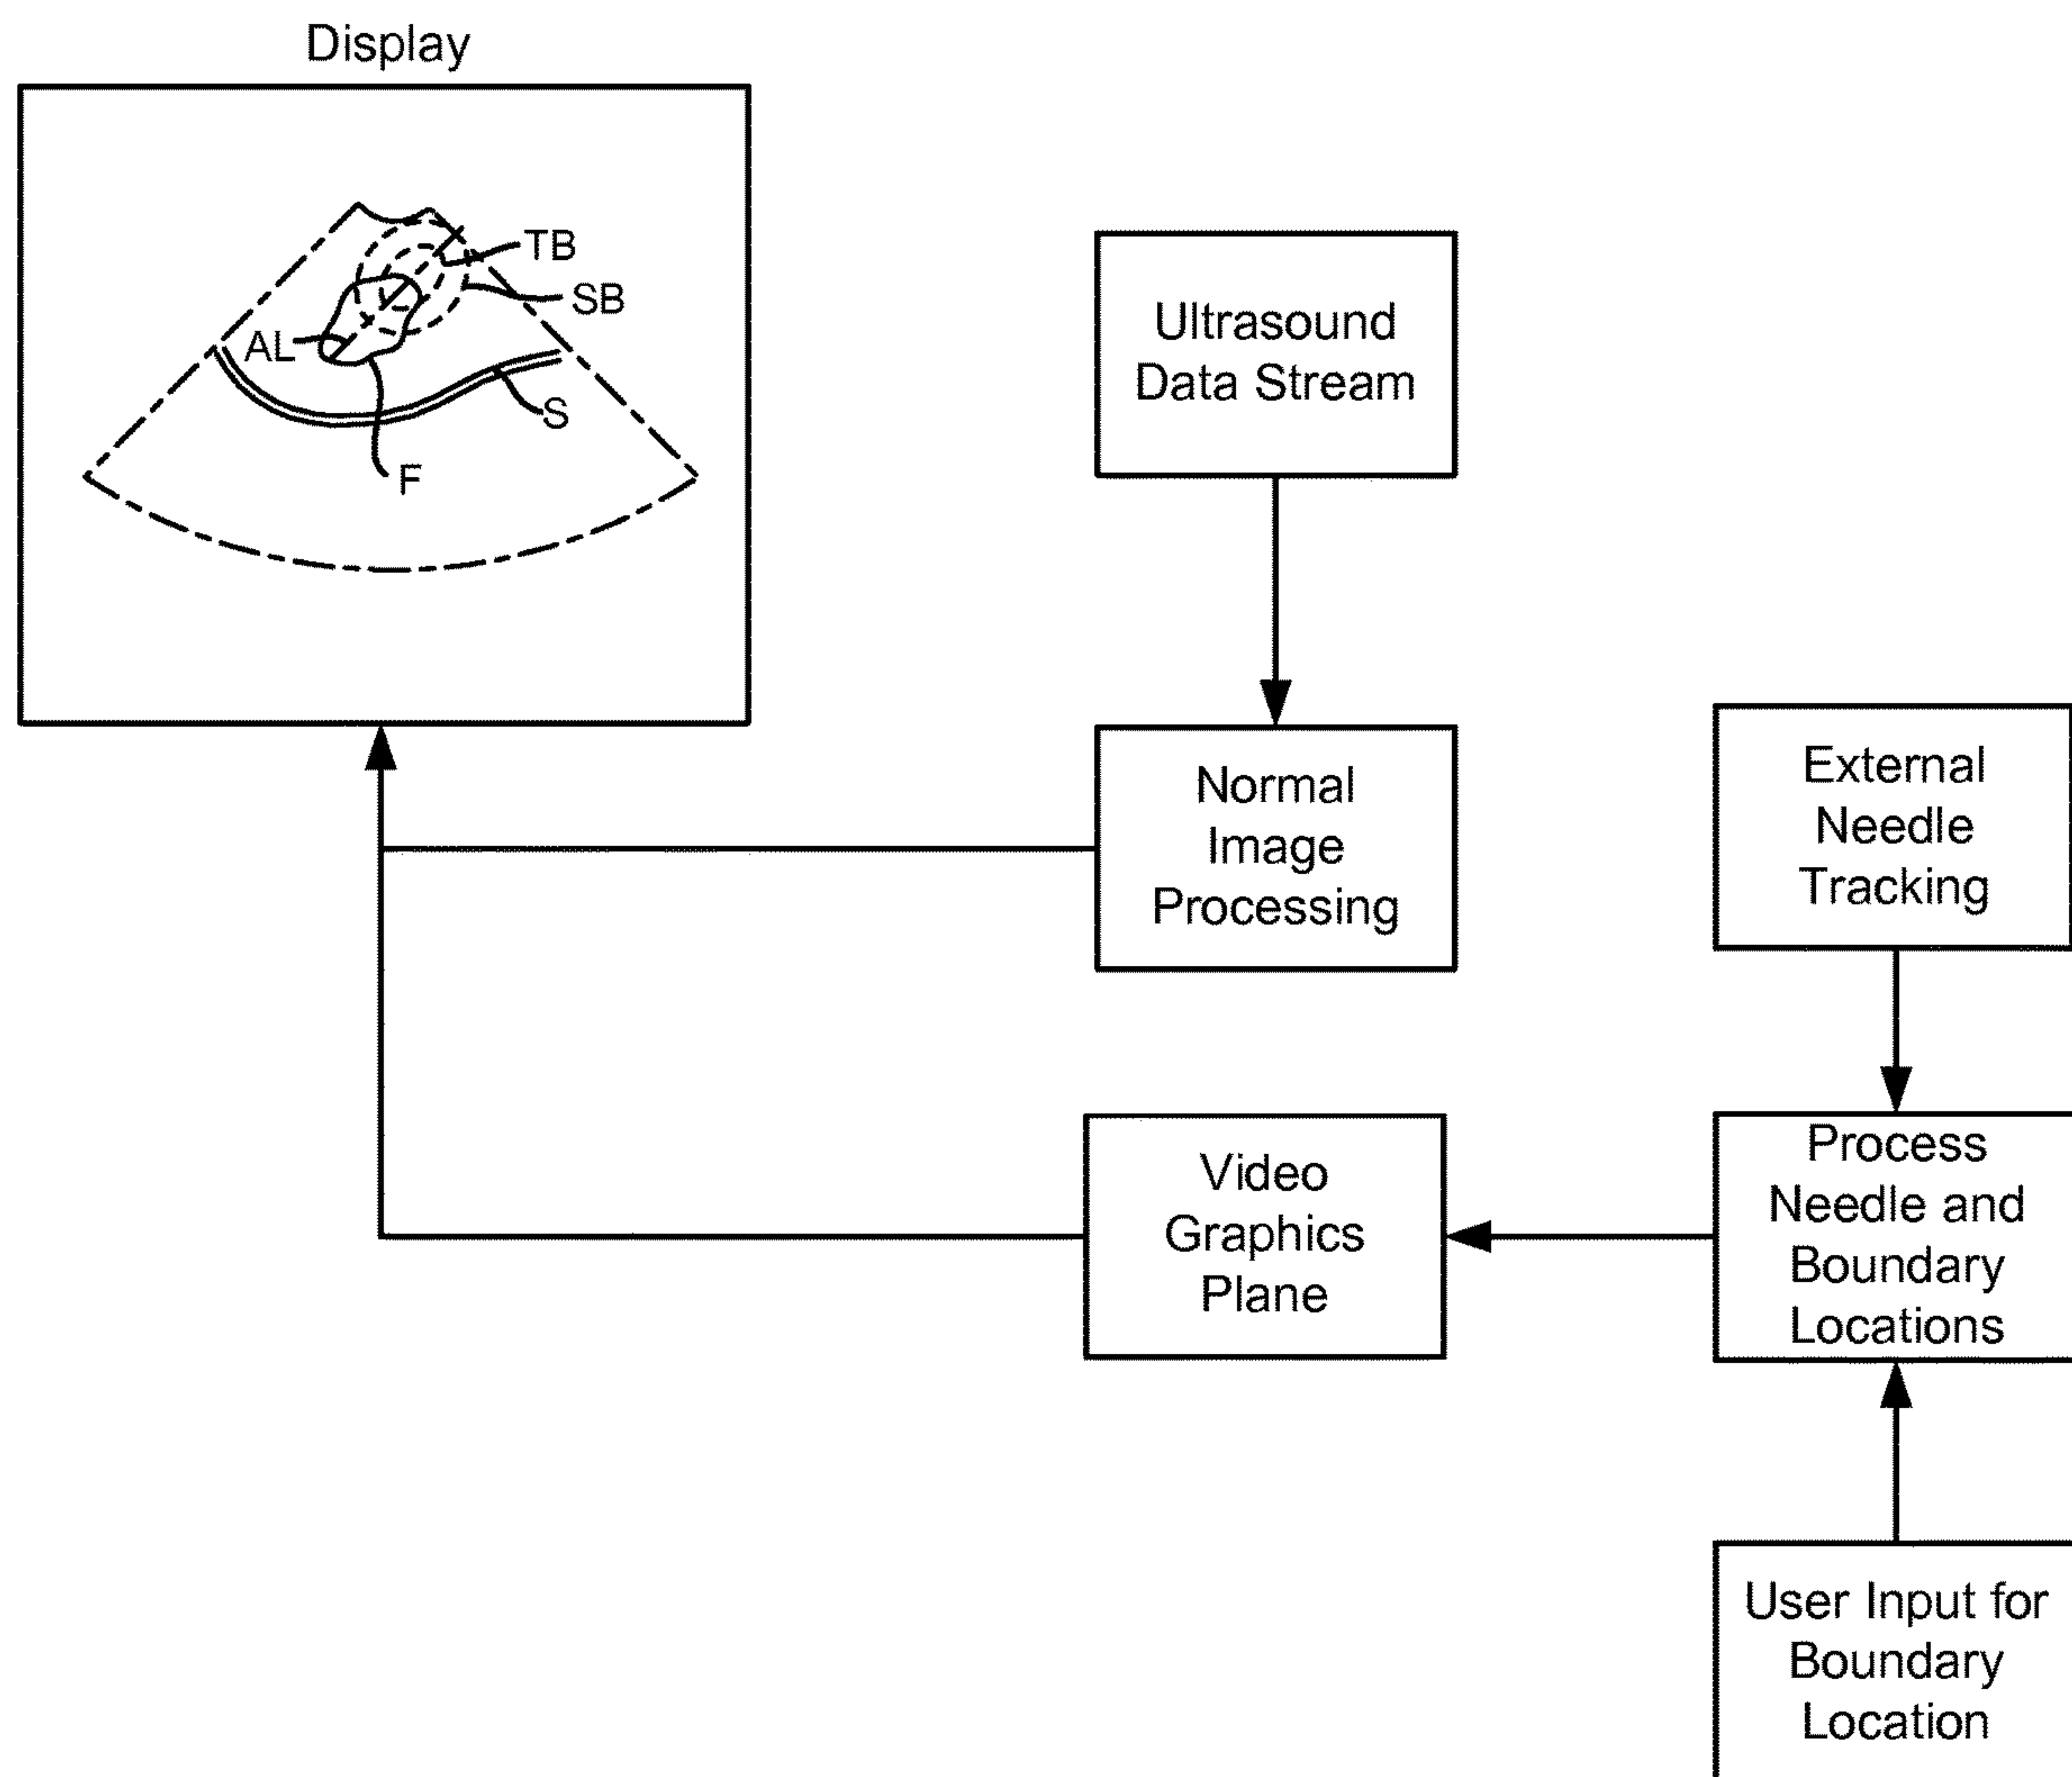 Display
TB
SB
AL
S
F
Ultrasound
Data Stream
Normal
Image
Processing
External
Needle
Tracking
Video
Graphics
Plane
Process
Needle and
Boundary
Locations
User Input for
Boundary
Location